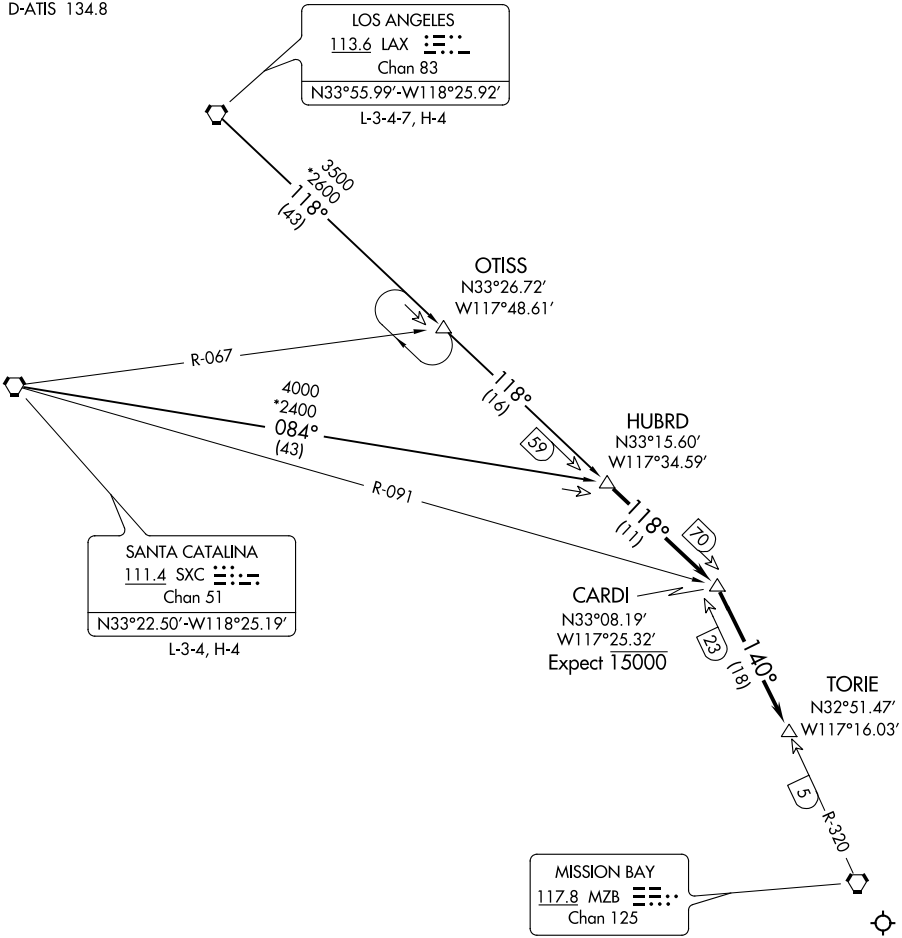 D-ATIS 134.8
LOS ANGELES
113.6 LAX
Chan 83
N33°55.99'-W118°25.92'
L-3-4-7, H-4
3500
*2600
118°
(43)
OTISS
N33°26.72'
W117°48.61'
R-067
118°
(16)
4000
*2400
084°
(43)
59
HUBRD
N33°15.60'
W117°34.59'
R-091
118°
(11)
70
SANTA CATALINA
111.4 SXC
Chan 51
N33°22.50'-W118°25.19'
L-3-4, H-4
CARDI
N33°08.19'
W117°25.32'
Expect 15000
23
140°
(18)
TORIE
N32°51.47'
W117°16.03'
5
R-320
MISSION BAY
117.8 MZB
Chan 125